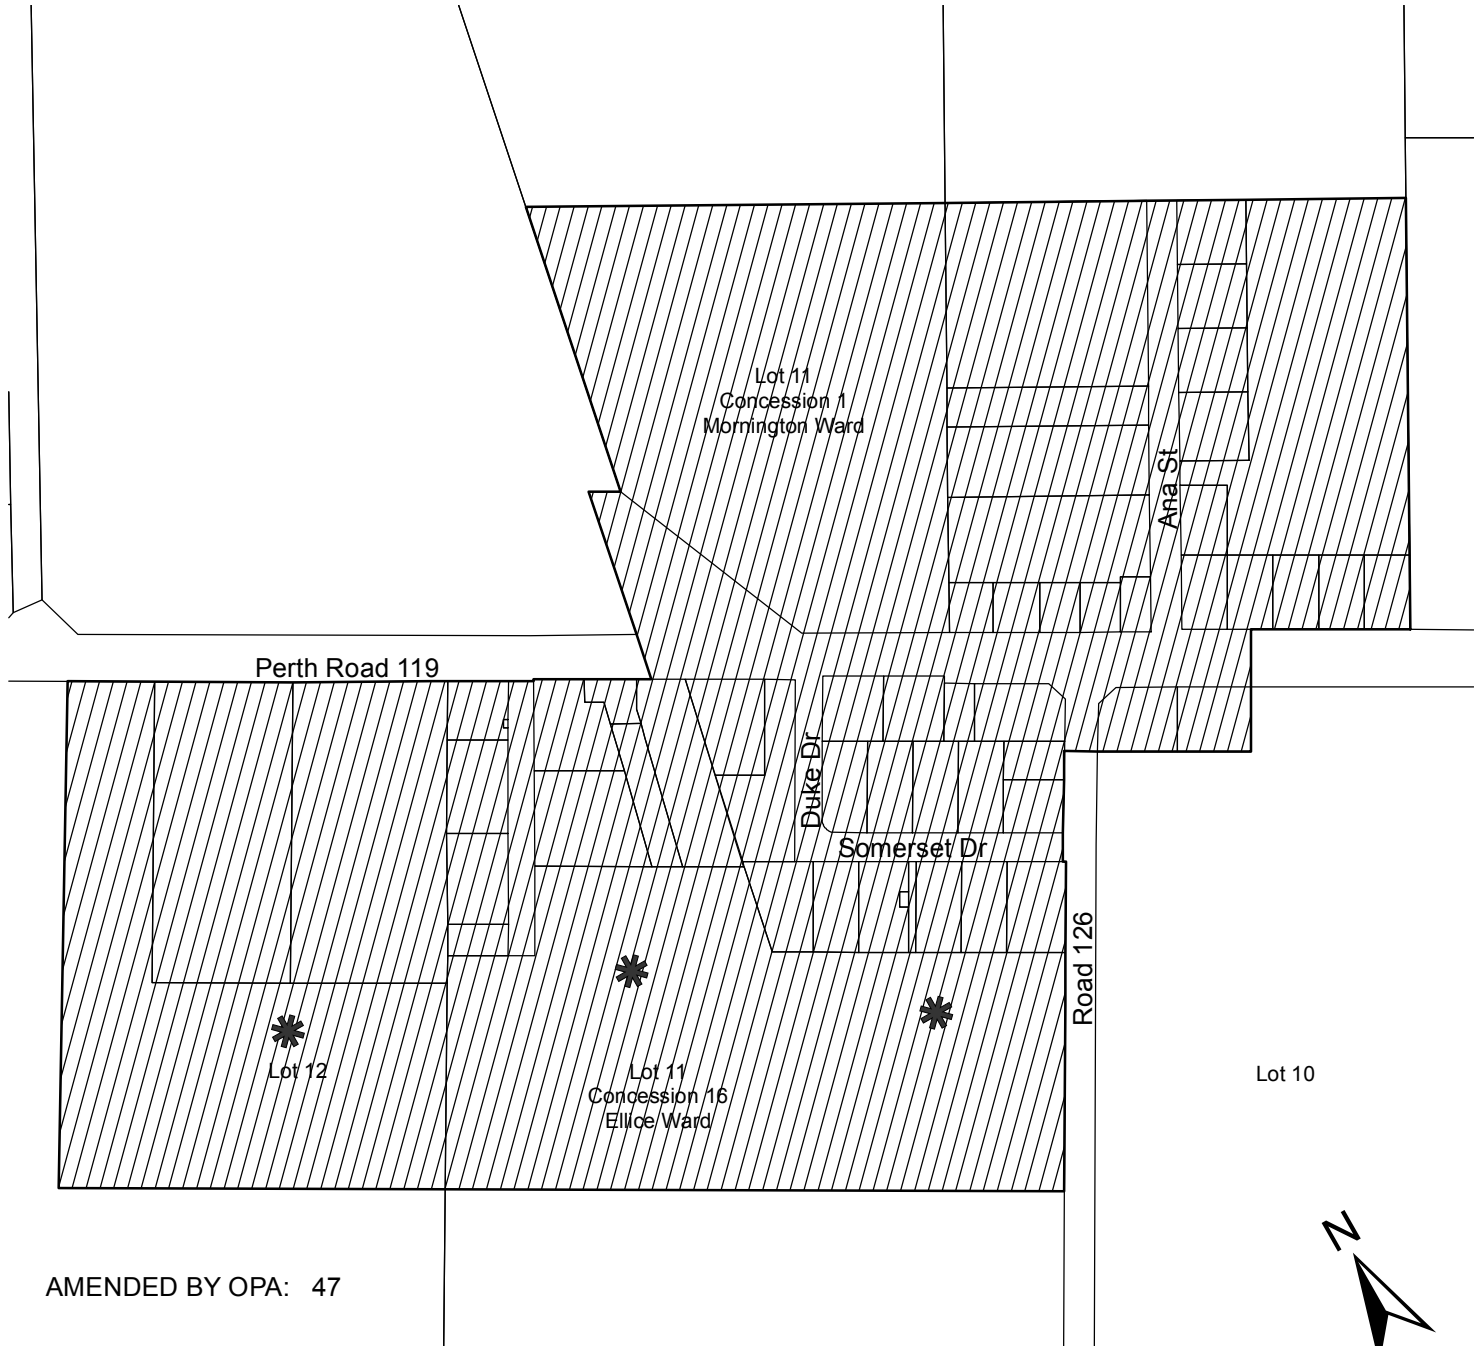 Lot 11
Concession 1
Mornington Ward
Ana St
Perth Road 119
Duke Dr
Somerset Dr
Road 126
Lot 12
Lot 11
Concession 16
Ellice Ward
Lot 10
N
AMENDED BY OPA: 47